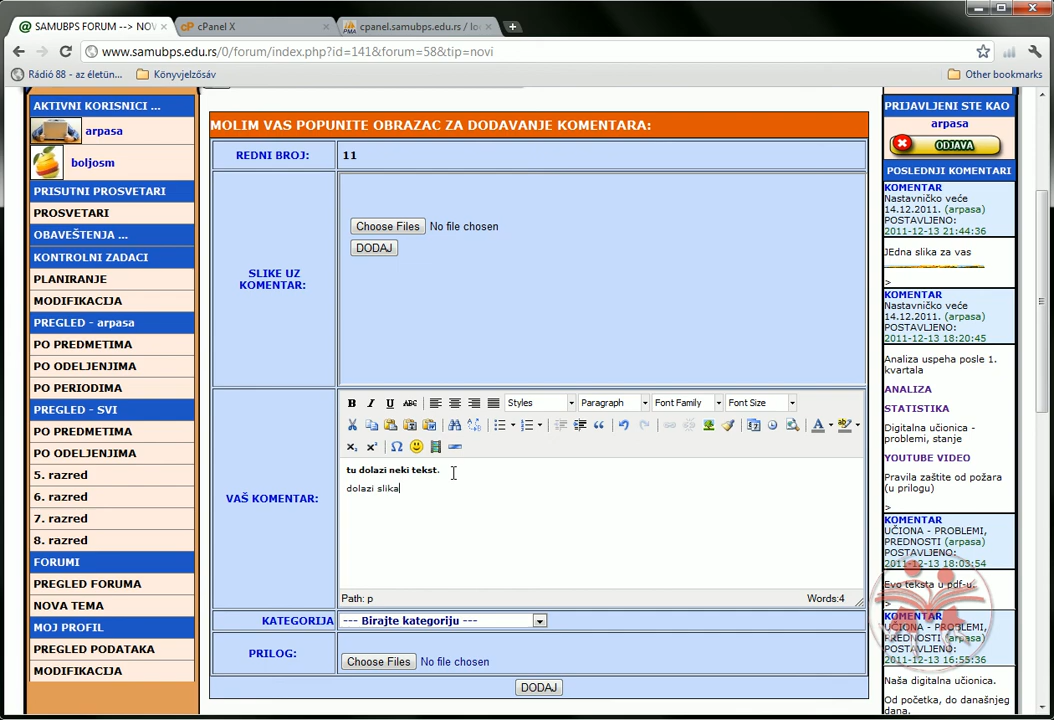 SAMUBPS FORUM --> NOV
cPanel X
cpanel.samubps.edu.rs / lo
www.samubps.edu.rs/0/forum/index.php?id=141&forum=58&tip=novi
Rádió 88 - az életün...
Könyvjelzősáv
Other bookmarks
AKTIVNI KORISNICI ...
arpasa
boljosm
PRISUTNI PROSVETARI
PROSVETARI
OBAVEŠTENJA ...
KONTROLNI ZADACI
PLANIRANJE
MODIFIKACIJA
PREGLED - arpasa
PO PREDMETIMA
PO ODELJENJIMA
PO PERIODIMA
PREGLED - SVI
PO PREDMETIMA
PO ODELJENJIMA
5. razred
6. razred
7. razred
8. razred
FORUMI
PREGLED FORUMA
NOVA TEMA
MOJ PROFIL
PREGLED PODATAKA
MODIFIKACIJA
MOLIM VAS POPUNITE OBRAZAC ZA DODAVANJE KOMENTARA:
REDNI BROJ:
11
SLIKE UZ
KOMENTAR:
Choose Files No file chosen
DODAJ
VAŠ KOMENTAR:
B I U ABC Styles Paragraph Font Family Font Size
tu dolazi neki tekst.
dolazi slika
Path: p
Words:4
KATEGORIJA
--- Birajte kategoriju ---
PRILOG:
Choose Files No file chosen
DODAJ
PRIJAVLJENI STE KAO
arpasa
ODJAVA
POSLEDNJI KOMENTARI
KOMENTAR
Nastavničko veće
14.12.2011. (arpasa)
POSTAVLJENO:
2011-12-13 21:44:36
JEdna slika za vas
>
KOMENTAR
Nastavničko veće
14.12.2011. (arpasa)
POSTAVLJENO:
2011-12-13 18:20:45
Analiza uspeha posle 1.
kvartala
ANALIZA
STATISTIKA
Digitalna učionica -
problemi, stanje
YOUTUBE VIDEO
Pravila zaštite od požara
(u prilogu)
>
KOMENTAR
UČIONA - PROBLEMI,
PREDNOSTI (arpasa)
POSTAVLJENO:
2011-12-13 18:03:54
Evo teksta u pdf-u.
>
KOMENTAR
UČIONA - PROBLEMI,
PREDNOSTI (arpasa)
POSTAVLJENO:
2011-12-13 16:55:36
Naša digitalna učionica.
Od početka, do današnjeg
dana.